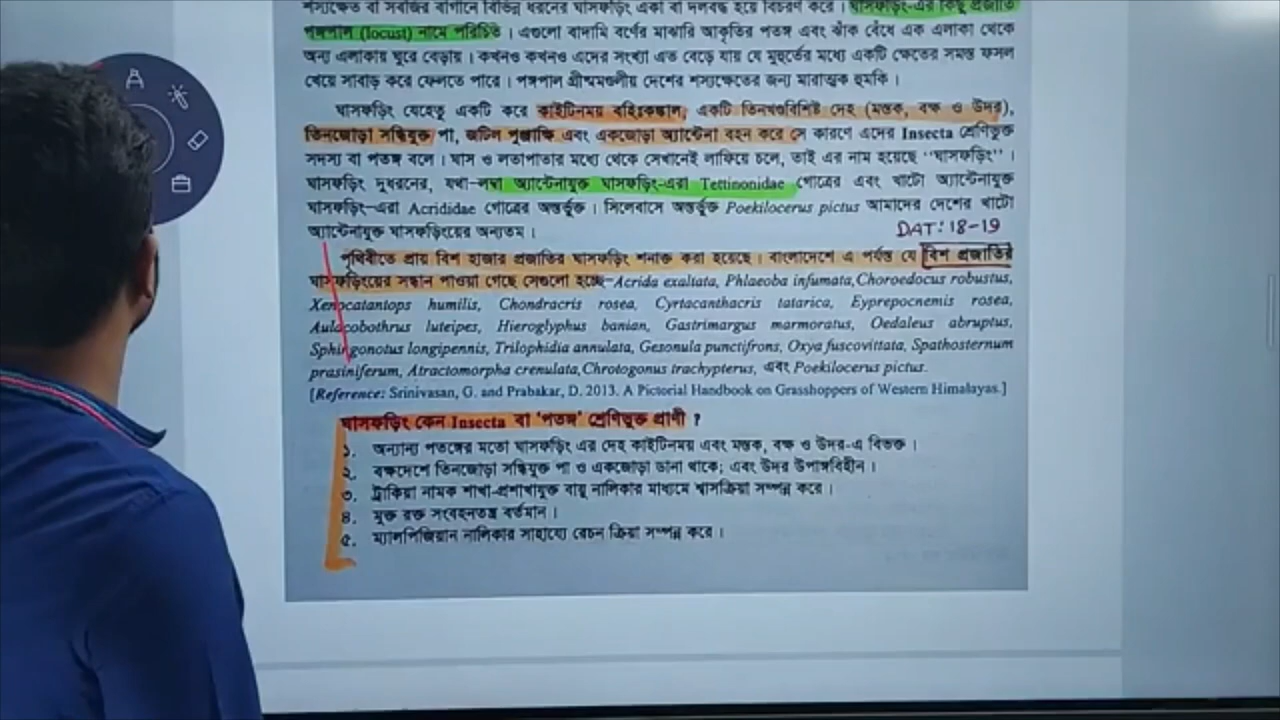 শস্যক্ষেত বা সবজির বাগানে বিভিন্ন ধরনের ঘাসফড়িং একা বা দলবদ্ধ হয়ে বিচরণ করে । ঘাসফড়িং-এর কিছু প্রজাতি
পঙ্গপাল (locust) নামে পরিচিত । এগুলো বাদামি বর্ণের মাঝারি আকৃতির পতঙ্গ এবং ঝাঁক বেঁধে এক এলাকা থেকে
অন্য এলাকায় ঘুরে বেড়ায় । কখনও কখনও এদের সংখ্যা এত বেড়ে যায় যে মুহূর্তের মধ্যে একটি ক্ষেতের সমস্ত ফসল
খেয়ে সাবাড় করে ফেলতে পারে । পঙ্গপাল গ্রীষ্মমণ্ডলীয় দেশের শস্যক্ষেতের জন্য মারাত্মক হুমকি ।
ঘাসফড়িং যেহেতু একটি করে কাইটিনময় বহিঃকঙ্কাল, একটি তিনখণ্ডবিশিষ্ট দেহ (মস্তক, বক্ষ ও উদর),
তিনজোড়া সন্ধিযুক্ত পা, জটিল পুঞ্জাক্ষি এবং একজোড়া অ্যান্টেনা বহন করে সে কারণে এদের Insecta শ্রেণিভুক্ত
সদস্য বা পতঙ্গ বলে । ঘাস ও লতাপাতার মধ্যে থেকে সেখানেই লাফিয়ে চলে, তাই এর নাম হয়েছে "ঘাসফড়িং" ।
ঘাসফড়িং দুধরনের, যথা–লম্বা অ্যান্টেনাযুক্ত ঘাসফড়িং-এরা Tettinonidae গোত্রের এবং খাটো অ্যান্টেনাযুক্ত
ঘাসফড়িং–এরা Acrididae গোত্রের অন্তর্ভুক্ত । সিলেবাসে অন্তর্ভুক্ত Poekilocerus pictus আমাদের দেশের খাটো
অ্যান্টেনাযুক্ত ঘাসফড়িংয়ের অন্যতম ।
DAT: 18-19
পৃথিবীতে প্রায় বিশ হাজার প্রজাতির ঘাসফড়িং শনাক্ত করা হয়েছে । বাংলাদেশে এ পর্যন্ত যে বিশ প্রজাতির
ঘাসফড়িংয়ের সন্ধান পাওয়া গেছে সেগুলো হচ্ছে–Acrida exaltata, Phlaeoba infumata, Choroedocus robustus,
Xenocatantops humilis, Chondracris rosea, Cyrtacanthacris tatarica, Eyprepocnemis rosea,
Aulacobothrus luteipes, Hieroglyphus banian, Gastrimargus marmoratus, Oedaleus abruptus,
Sphingonotus longipennis, Trilophidia annulata, Gesonula punctifrons, Oxya fuscovittata, Spathosternum
prasiniferum, Atractomorpha crenulata, Chrotogonus trachypterus, এবং Poekilocerus pictus.
[Reference: Srinivasan, G. and Prabakar, D. 2013. A Pictorial Handbook on Grasshoppers of Western Himalayas.]
ঘাসফড়িং কেন Insecta বা 'পতঙ্গ' শ্রেণিভুক্ত প্রাণী ?
১. অন্যান্য পতঙ্গের মতো ঘাসফড়িং এর দেহ কাইটিনময় এবং মস্তক, বক্ষ ও উদর-এ বিভক্ত ।
২. বক্ষদেশে তিনজোড়া সন্ধিযুক্ত পা ও একজোড়া ডানা থাকে; এবং উদর উপাঙ্গবিহীন ।
৩. ট্রাকিয়া নামক শাখা-প্রশাখাযুক্ত বায়ু নালিকার মাধ্যমে শ্বাসক্রিয়া সম্পন্ন করে ।
৪. মুক্ত রক্ত সংবহনতন্ত্র বর্তমান ।
৫. ম্যালপিজিয়ান নালিকার সাহায্যে রেচন ক্রিয়া সম্পন্ন করে ।